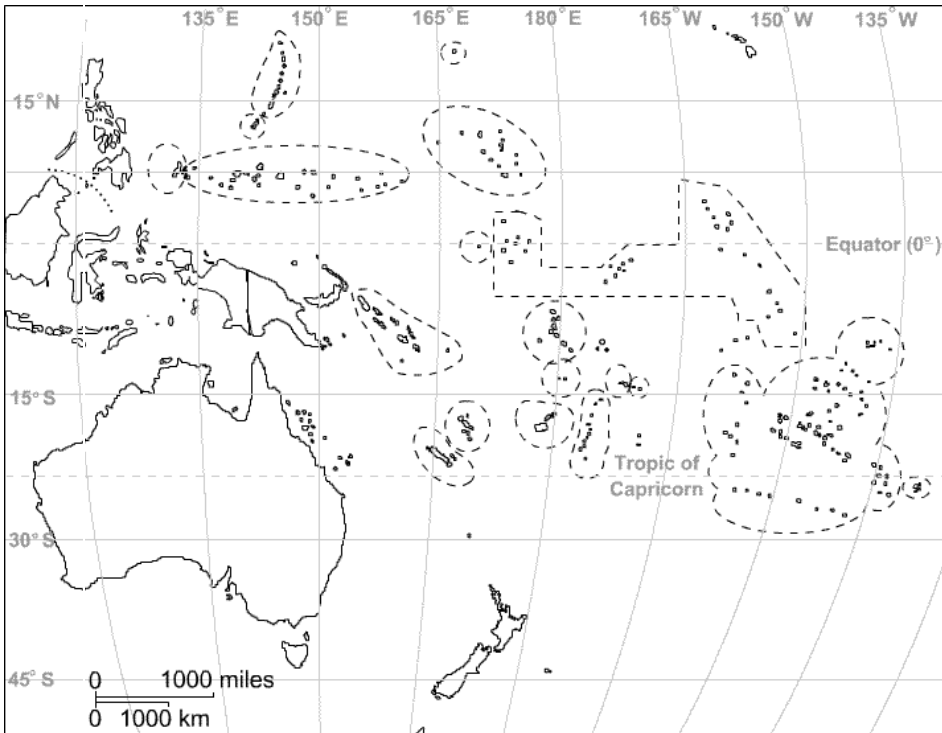 135°E 150°E 165°E 180°E 165°W 150°W 135°W
15°N
Equator (0°)
15°S
Tropic of
Capricorn
30°S
45°S
0 1000 miles
0 1000 km